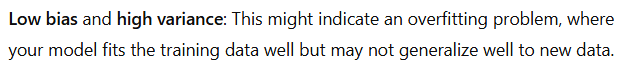 Low bias and high variance: This might indicate an overfitting problem, where
your model fits the training data well but may not generalize well to new data.